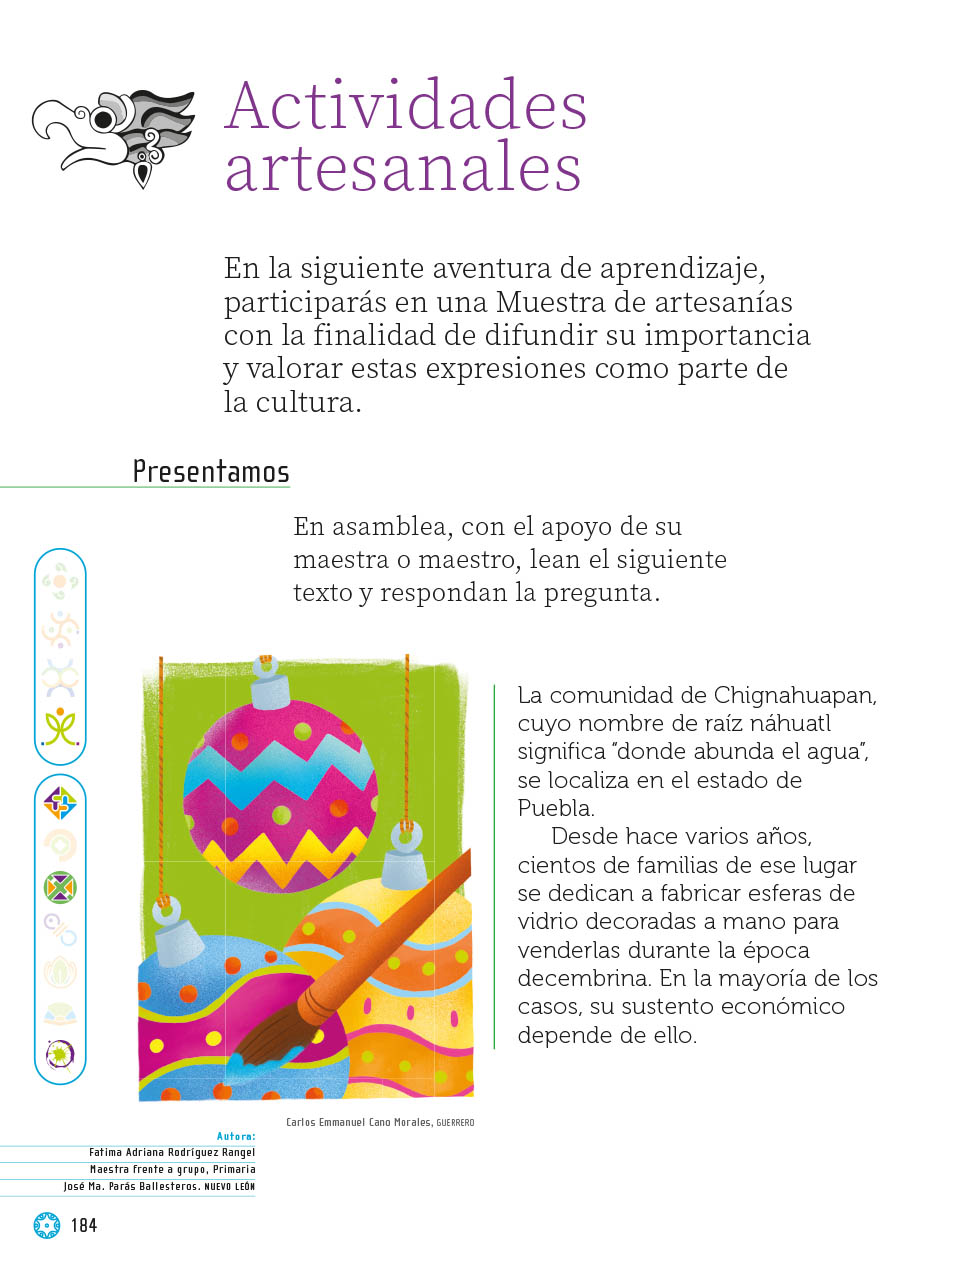 Actividades
artesanales
En la siguiente aventura de aprendizaje,
participarás en una Muestra de artesanías
con la finalidad de difundir su importancia
y valorar estas expresiones como parte de
la cultura.
Presentamos
En asamblea, con el apoyo de su
maestra o maestro, lean el siguiente
texto y respondan la pregunta.
La comunidad de Chignahuapan,
cuyo nombre de raíz náhuatl
significa “donde abunda el agua”,
se localiza en el estado de
Puebla.
Desde hace varios años,
cientos de familias de ese lugar
se dedican a fabricar esferas de
vidrio decoradas a mano para
venderlas durante la época
decembrina. En la mayoría de los
casos, su sustento económico
depende de ello.
Carlos Emmanuel Cano Morales, GUERRERO
Autora:
Fatima Adriana Rodríguez Rangel
Maestra frente a grupo, Primaria
José Ma. Parás Ballesteros. NUEVO LEÓN
184